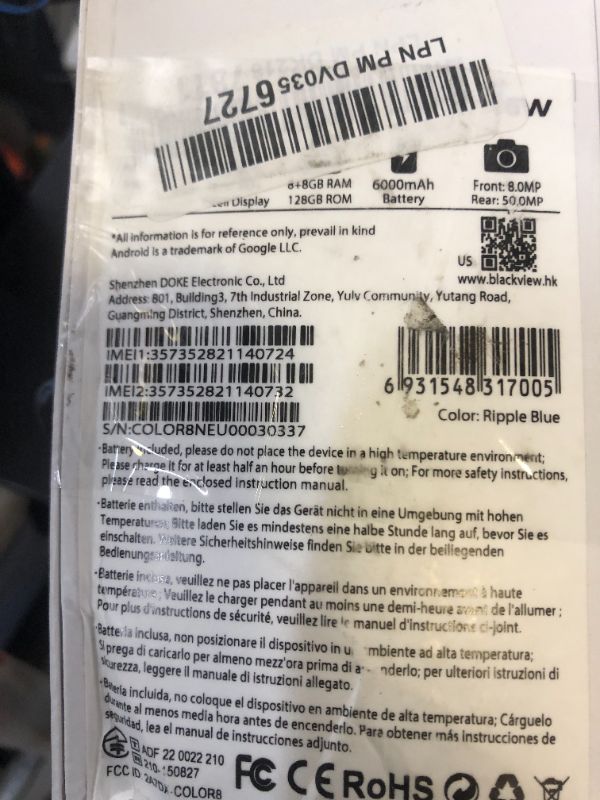 LPN PM DV0356727
8+8GB RAM
128GB ROM
Display
6000mAh
Battery
Front: 8.0MP
Rear: 50.0MP
*All information is for reference only, prevail in kind
Android is a trademark of Google LLC.
US
www.blackview.hk
Shenzhen DOKE Electronic Co., Ltd
Address: 801, Building3, 7th Industrial Zone, Yulv Community, Yutang Road,
Guangming District, Shenzhen, China.
IMEI1:357352821140724
IMEI2:357352821140732
S/N:COLOR8NEU00030337
6 931548 317005
Color: Ripple Blue
·Battery included, please do not place the device in a high temperature environment;
Please charge it for at least half an hour before turning it on; For more safety instructions,
please read the enclosed instruction manual.
·Batterie enthalten, bitte stellen Sie das Gerät nicht in eine Umgebung mit hohen
Temperaturen; Bitte laden Sie es mindestens eine halbe Stunde lang auf, bevor Sie es
einschalten. Weitere Sicherheitshinweise finden Sie bitte in der beiliegenden
Bedienungsanleitung.
·Batterie incluse, veuillez ne pas placer l'appareil dans un environnement à haute
température; Veuillez le charger pendant au moins une demi-heure avant de l'allumer;
Pour plus d'instructions de sécurité, veuillez lire le manuel d'instructions ci-joint.
·Batteria inclusa, non posizionare il dispositivo in un ambiente ad alta temperatura;
Si prega di caricarlo per almeno mezz'ora prima di accenderlo; per ulteriori istruzioni di
sicurezza, leggere il manuale di istruzioni allegato.
·Batería incluida, no coloque el dispositivo en ambiente de alta temperatura; Cárguelo
durante al menos media hora antes de encenderlo. Para obtener más instrucciones de
seguridad, lea el manual de instrucciones adjunto.
ADF 22 0022 210
210-150827
FCC ID: 2A7DX-COLOR8
FC CE RoHS